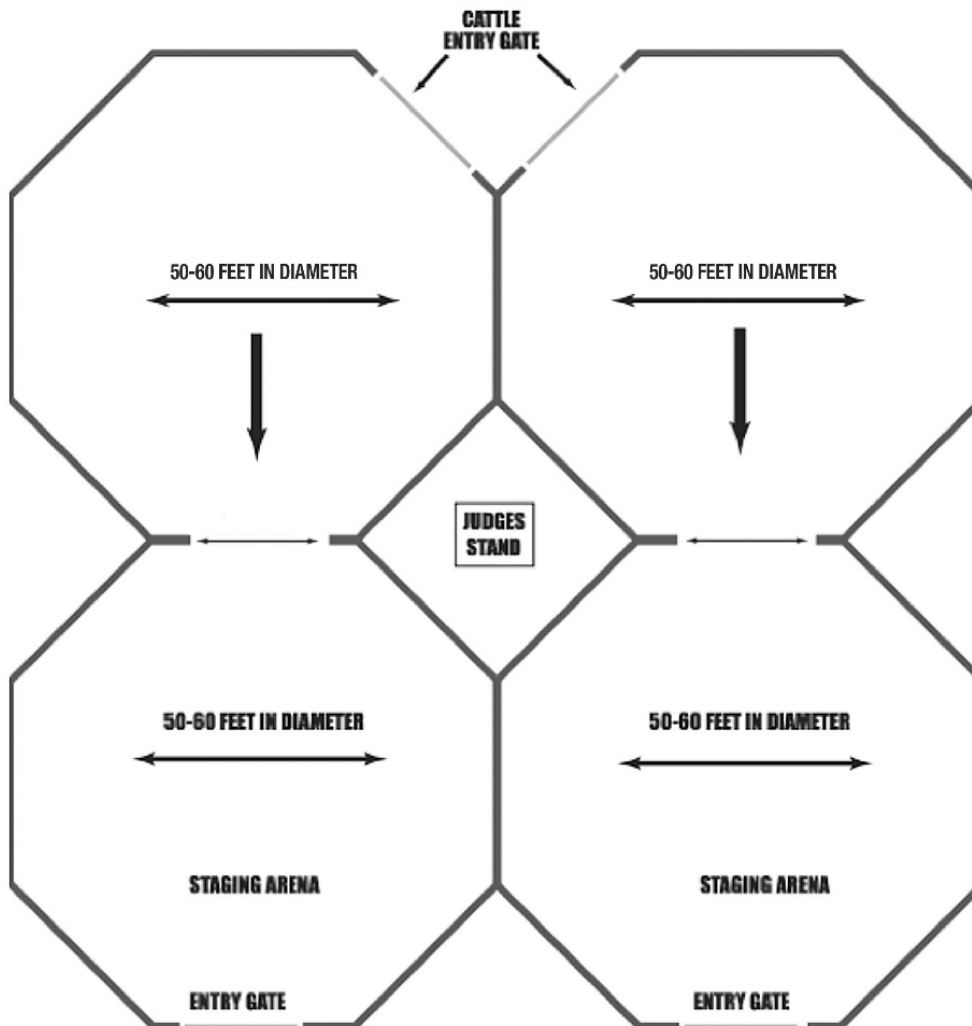 CATTLE
ENTRY GATE
50-60 FEET IN DIAMETER
50-60 FEET IN DIAMETER
JUDGES
STAND
50-60 FEET IN DIAMETER
50-60 FEET IN DIAMETER
STAGING ARENA
STAGING ARENA
ENTRY GATE
ENTRY GATE